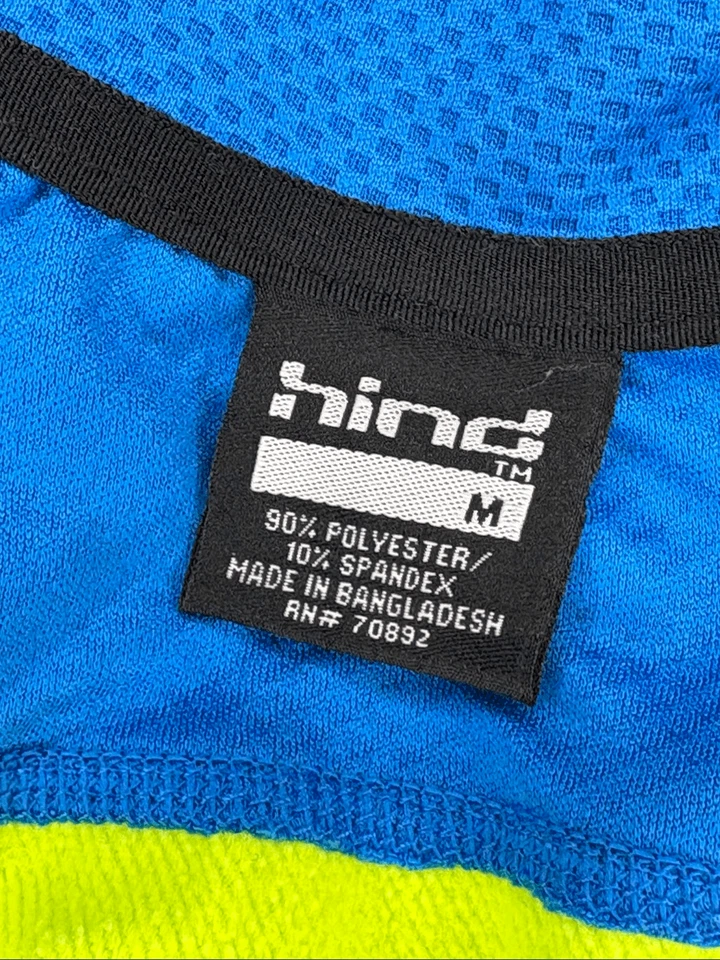 hind
TM
M
90% POLYESTER/
10% SPANDEX
MADE IN BANGLADESH
RN# 70892